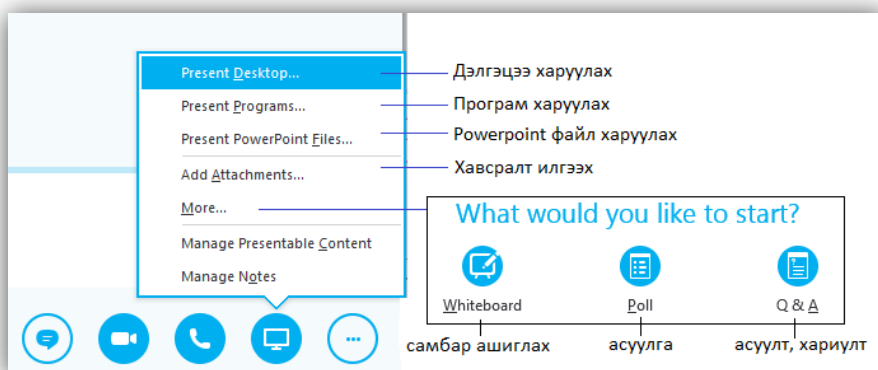 Present Desktop...
Дэлгэцээ харуулах
Present Programs...
Програм харуулах
Present PowerPoint Files...
Powerpoint файл харуулах
Add Attachments...
Хавсралт илгээх
More...
What would you like to start?
Whiteboard
Poll
Q & A
самбар ашиглах
асуулга
асуулт, хариулт
Manage Presentable Content
Manage Notes